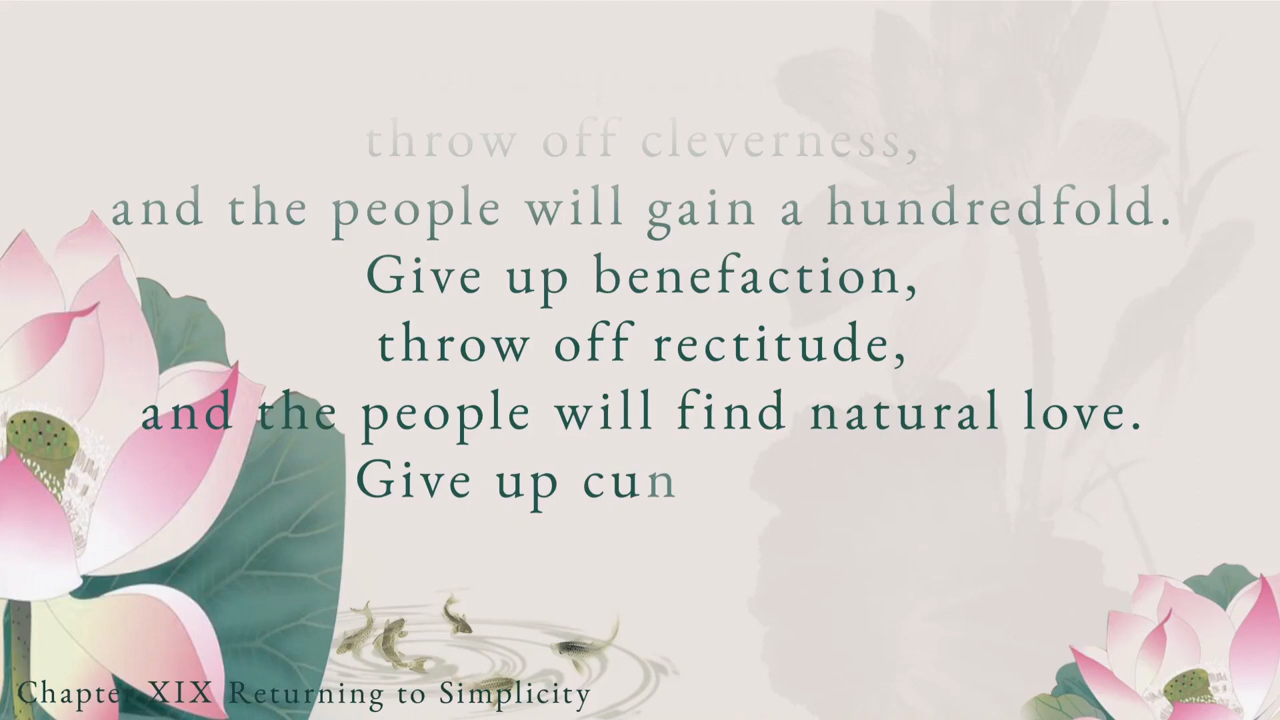 throw off cleverness,
and the people will gain a hundredfold.
Give up benefaction,
throw off rectitude,
and the people will find natural love.
Give up cun
Chapter XIX Returning to Simplicity